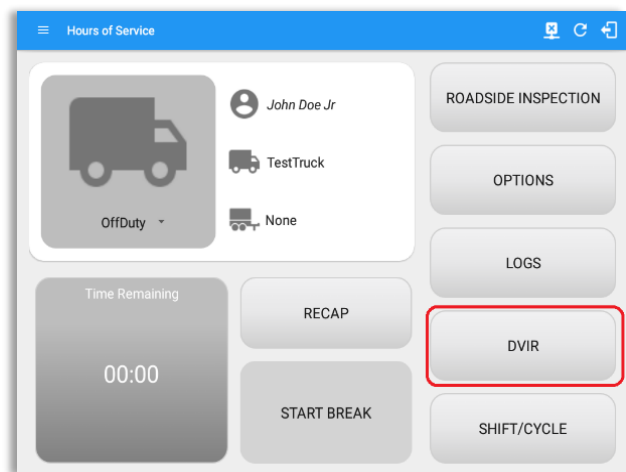 Hours of Service
John Doe Jr
TestTruck
None
OffDuty
Time Remaining
00:00
RECAP
START BREAK
ROADSIDE INSPECTION
OPTIONS
LOGS
DVIR
SHIFT/CYCLE